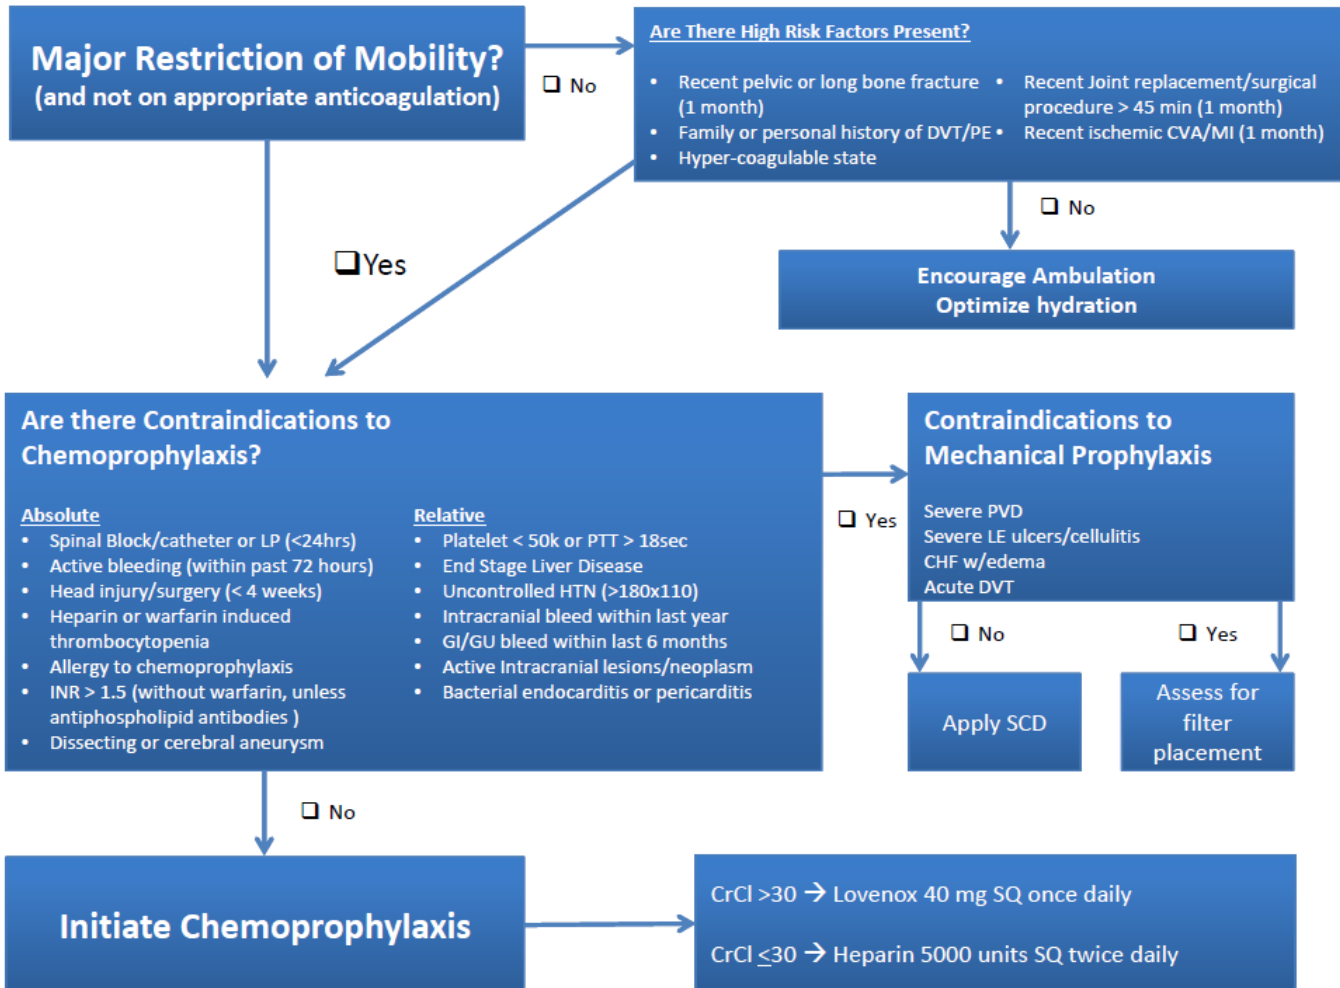 Major Restriction of Mobility?
(and not on appropriate anticoagulation)
❑ No
Are There High Risk Factors Present?
• Recent pelvic or long bone fracture
(1 month)
• Family or personal history of DVT/PE
• Hyper-coagulable state
• Recent Joint replacement/surgical
procedure > 45 min (1 month)
• Recent ischemic CVA/MI (1 month)
❑ No
Encourage Ambulation
Optimize hydration
❑Yes
Are there Contraindications to
Chemoprophylaxis?
Absolute
• Spinal Block/catheter or LP (<24hrs)
• Active bleeding (within past 72 hours)
• Head injury/surgery (< 4 weeks)
• Heparin or warfarin induced
thrombocytopenia
• Allergy to chemoprophylaxis
• INR > 1.5 (without warfarin, unless
antiphospholipid antibodies )
• Dissecting or cerebral aneurysm
Relative
• Platelet < 50k or PTT > 18sec
• End Stage Liver Disease
• Uncontrolled HTN (>180x110)
• Intracranial bleed within last year
• GI/GU bleed within last 6 months
• Active Intracranial lesions/neoplasm
• Bacterial endocarditis or pericarditis
❑ Yes
Contraindications to
Mechanical Prophylaxis
Severe PVD
Severe LE ulcers/cellulitis
CHF w/edema
Acute DVT
❑ No
❑ Yes
Apply SCD
Assess for
filter
placement
❑ No
Initiate Chemoprophylaxis
CrCl >30 → Lovenox 40 mg SQ once daily
CrCl ≤30 → Heparin 5000 units SQ twice daily